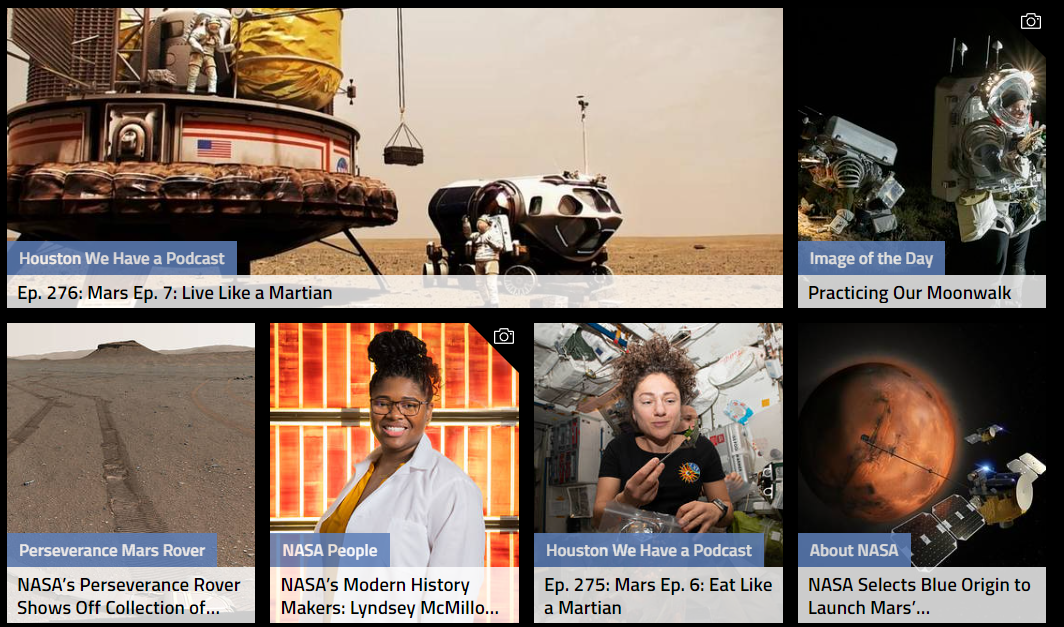 Houston We Have a Podcast
Ep. 276: Mars Ep. 7: Live Like a Martian
Image of the Day
Practicing Our Moonwalk
Perseverance Mars Rover
NASA’s Perseverance Rover
Shows Off Collection of...
NASA People
NASA’s Modern History
Makers: Lyndsey McMillo...
Houston We Have a Podcast
Ep. 275: Mars Ep. 6: Eat Like
a Martian
About NASA
NASA Selects Blue Origin to
Launch Mars’...